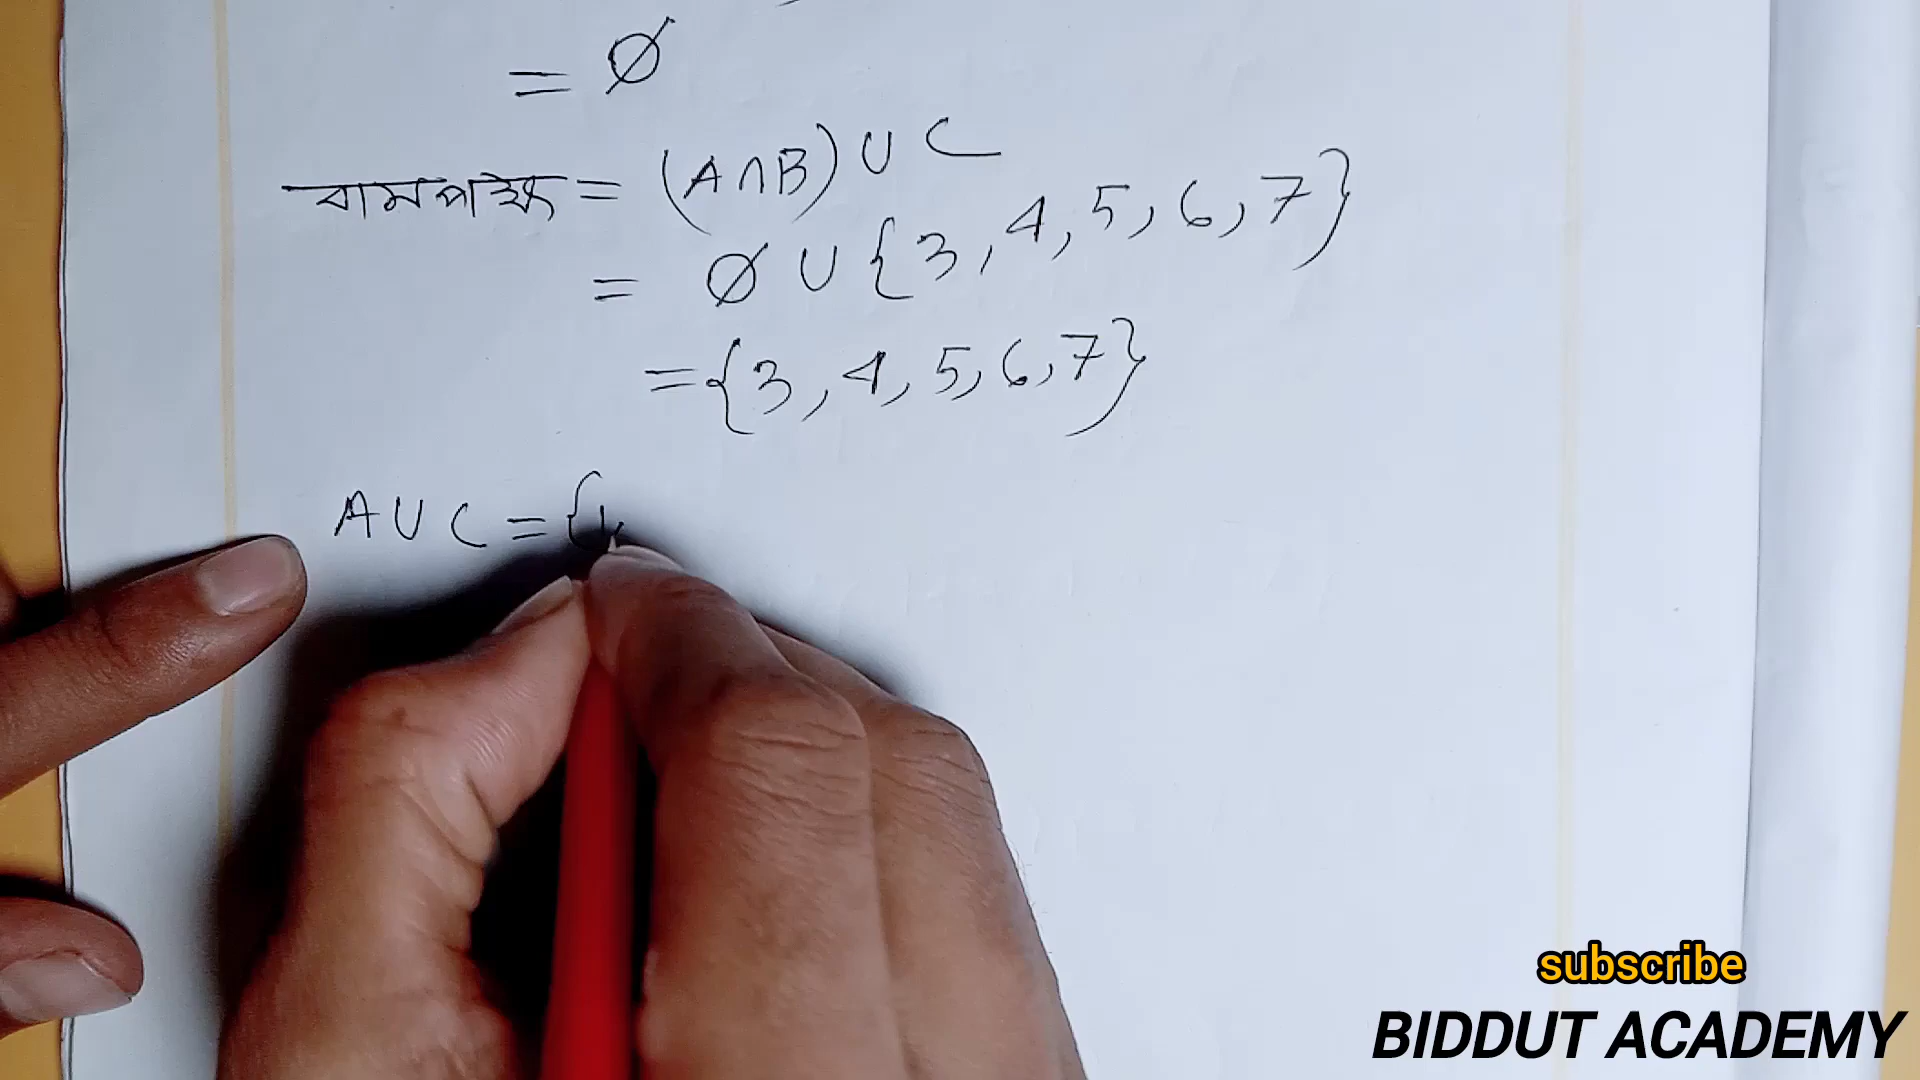 = Ø
বামপক্ষ = (A∩B) ∪ C
= Ø ∪ {3, 4, 5, 6, 7}
= {3, 4, 5, 6, 7}
A ∪ C = {
subscribe
BIDDUT ACADEMY